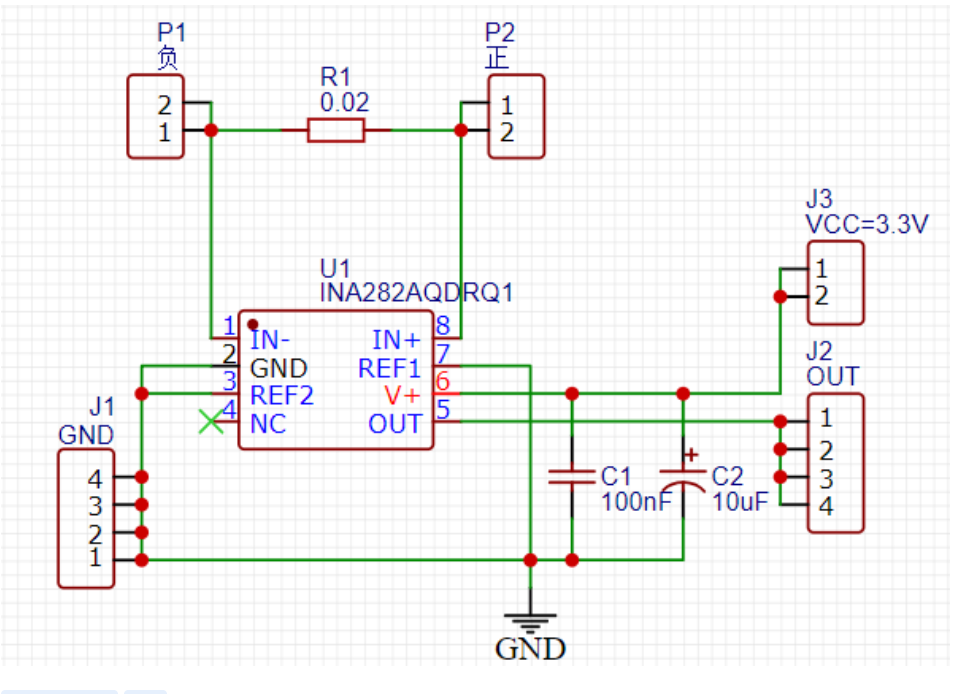 P1
负
2
1
R1
0.02
P2
正
1
2
U1
INA282AQDRQ1
1 IN-
2 GND
3 REF2
4 NC
IN+ 8
REF1 7
V+ 6
OUT 5
J3
VCC=3.3V
1
2
J2
OUT
1
2
3
4
J1
GND
4
3
2
1
C1
100nF
+
C2
10uF
GND